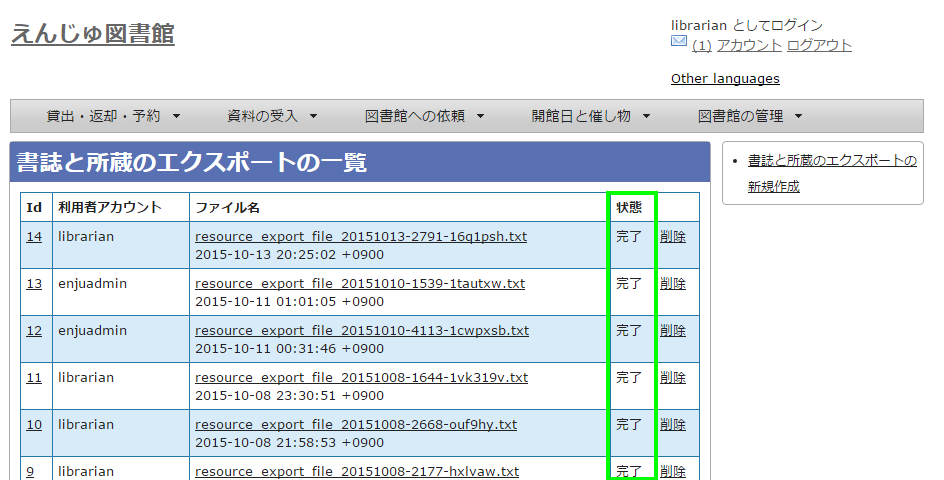 えんじゅ図書館
librarian としてログイン
(1) アカウント ログアウト
Other languages
貸出・返却・予約 資料の受入 図書館への依頼 開館日と催し物 図書館の管理
書誌と所蔵のエクスポートの一覧
Id 利用者アカウント ファイル名 状態
14 librarian resource_export_file_20151013-2791-16q1psh.txt 完了 削除
2015-10-13 20:25:02 +0900
13 enjuadmin resource_export_file_20151010-1539-1tautxw.txt 完了 削除
2015-10-11 01:01:05 +0900
12 enjuadmin resource_export_file_20151010-4113-1cwpxsb.txt 完了 削除
2015-10-11 00:31:46 +0900
11 librarian resource_export_file_20151008-1644-1vk319v.txt 完了 削除
2015-10-08 23:30:51 +0900
10 librarian resource_export_file_20151008-2668-ouf9hy.txt 完了 削除
2015-10-08 21:58:53 +0900
9 librarian resource_export_file_20151008-2177-hxlvaw.txt 完了 削除
書誌と所蔵のエクスポートの
新規作成